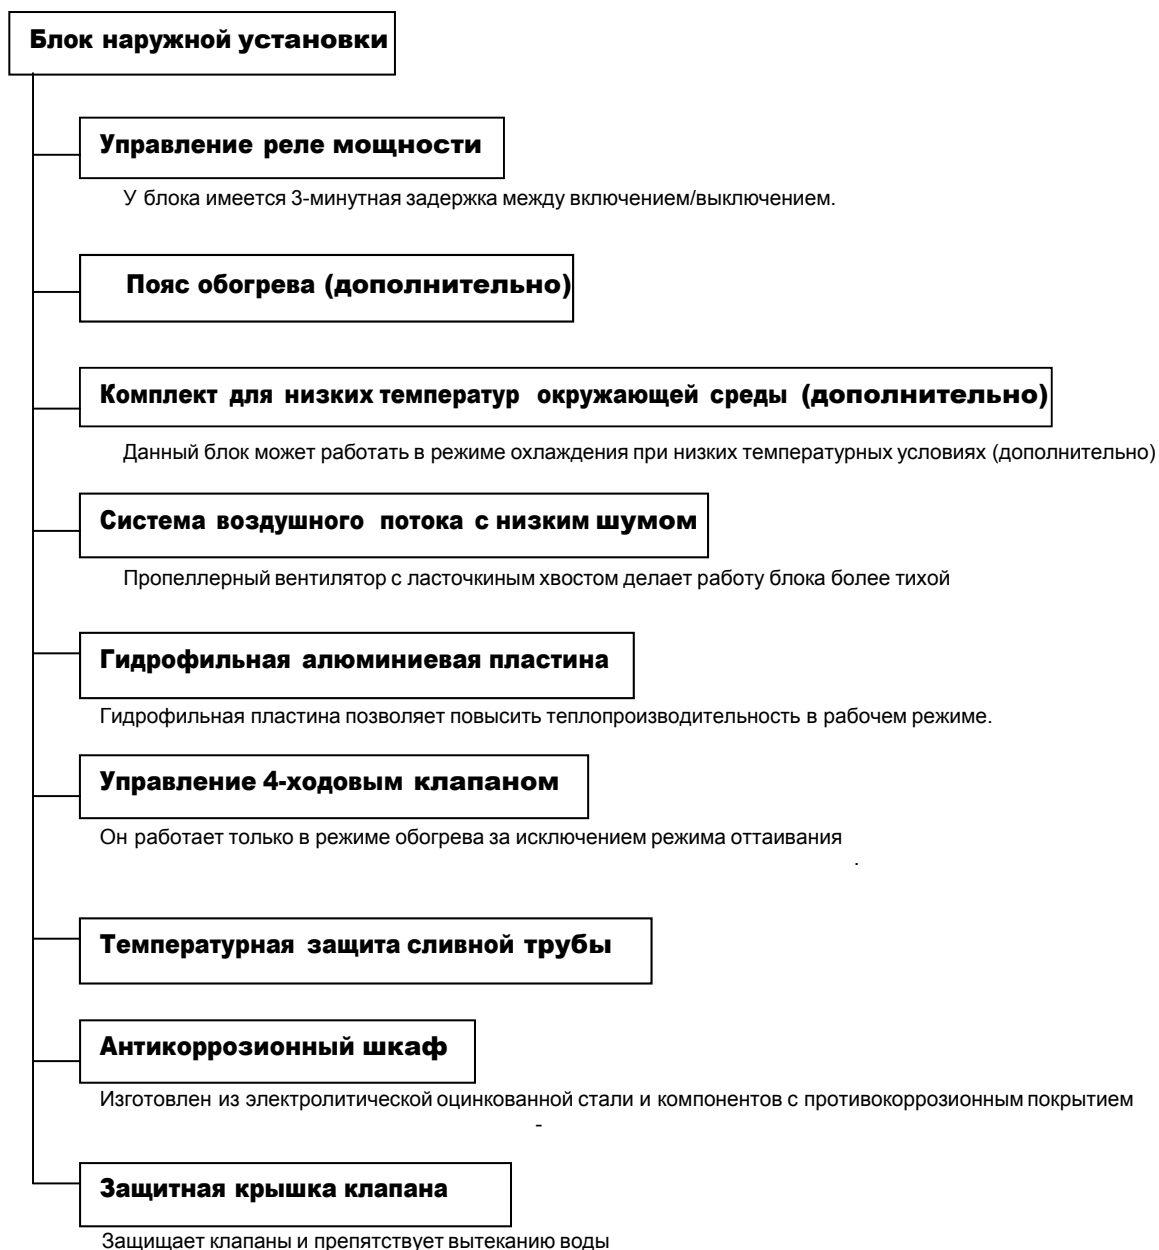 Блок наружной установки
Управление реле мощности
У блока имеется 3-минутная задержка между включением/выключением.
Пояс обогрева (дополнительно)
Комплект для низких температур окружающей среды (дополнительно)
Данный блок может работать в режиме охлаждения при низких температурных условиях (дополнительно)
Система воздушного потока с низким шумом
Пропеллерный вентилятор с ласточкиным хвостом делает работу блока более тихой
Гидрофильная алюминиевая пластина
Гидрофильная пластина позволяет повысить теплопроизводительность в рабочем режиме.
Управление 4-ходовым клапаном
Он работает только в режиме обогрева за исключением режима оттаивания
.
Температурная защита сливной трубы
Антикоррозионный шкаф
Изготовлен из электролитической оцинкованной стали и компонентов с противокоррозионным покрытием
-
Защитная крышка клапана
Защищает клапаны и препятствует вытеканию воды